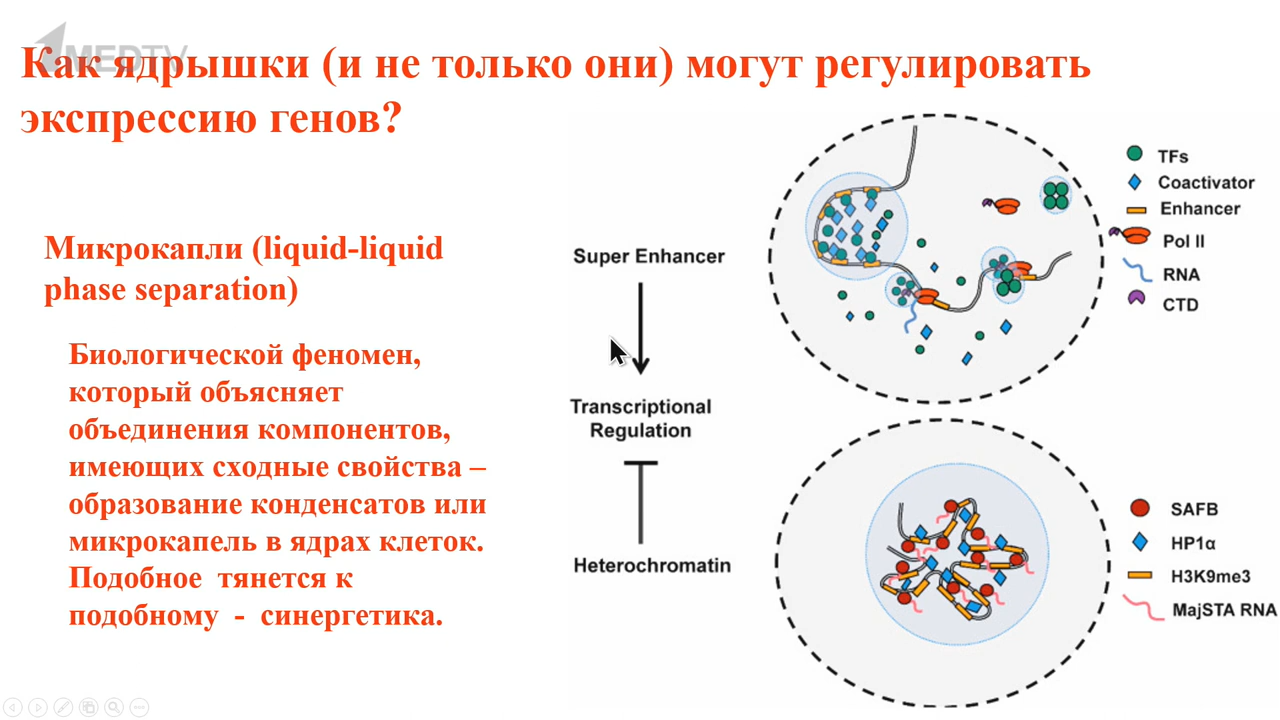 MEDTV
Как ядрышки (и не только они) могут регулировать
экспрессию генов?
Микрокапли (liquid-liquid
phase separation)
Биологической феномен,
который объясняет
объединения компонентов,
имеющих сходные свойства –
образование конденсатов или
микрокапель в ядрах клеток.
Подобное тянется к
подобному - синергетика.
Super Enhancer
Transcriptional
Regulation
Heterochromatin
TFs
Coactivator
Enhancer
Pol II
RNA
CTD
SAFB
HP1α
H3K9me3
MajSTA RNA